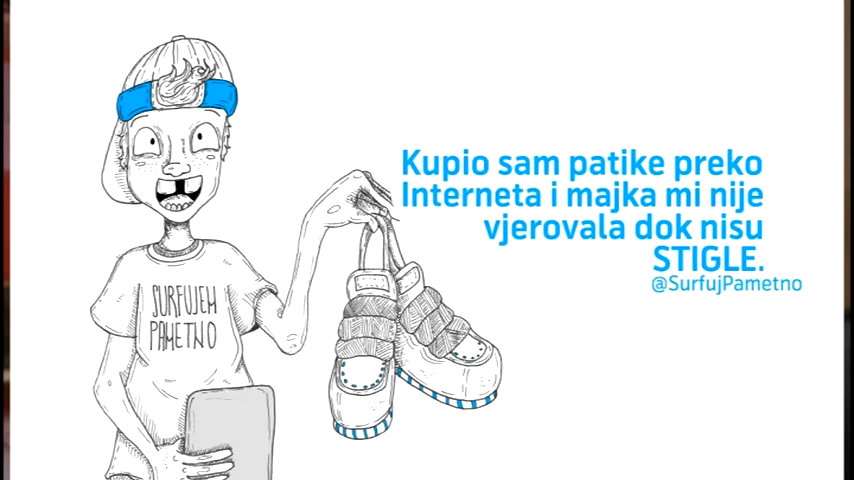 Kupio sam patike preko
Interneta i majka mi nije
vjerovala dok nisu
STIGLE.
@SurfujPametno
SURFUJEM
PAMETNO